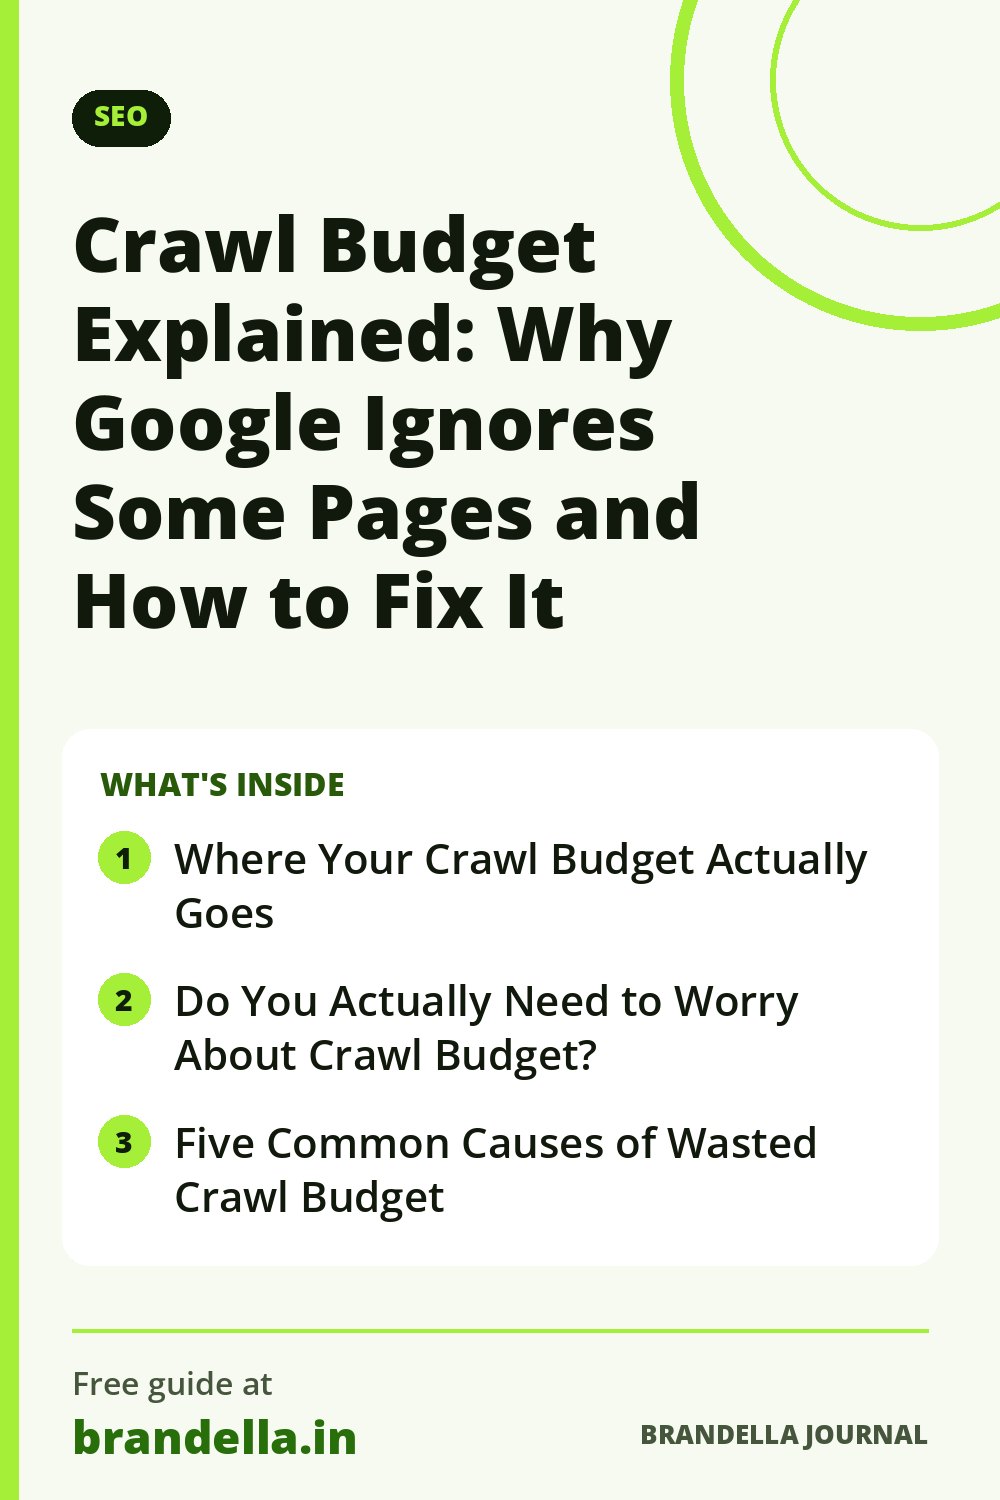 SEO
Crawl Budget
Explained: Why
Google Ignores
Some Pages and
How to Fix It
WHAT'S INSIDE
1 Where Your Crawl Budget Actually
Goes
2 Do You Actually Need to Worry
About Crawl Budget?
3 Five Common Causes of Wasted
Crawl Budget
Free guide at
brandella.in
BRANDELLA JOURNAL